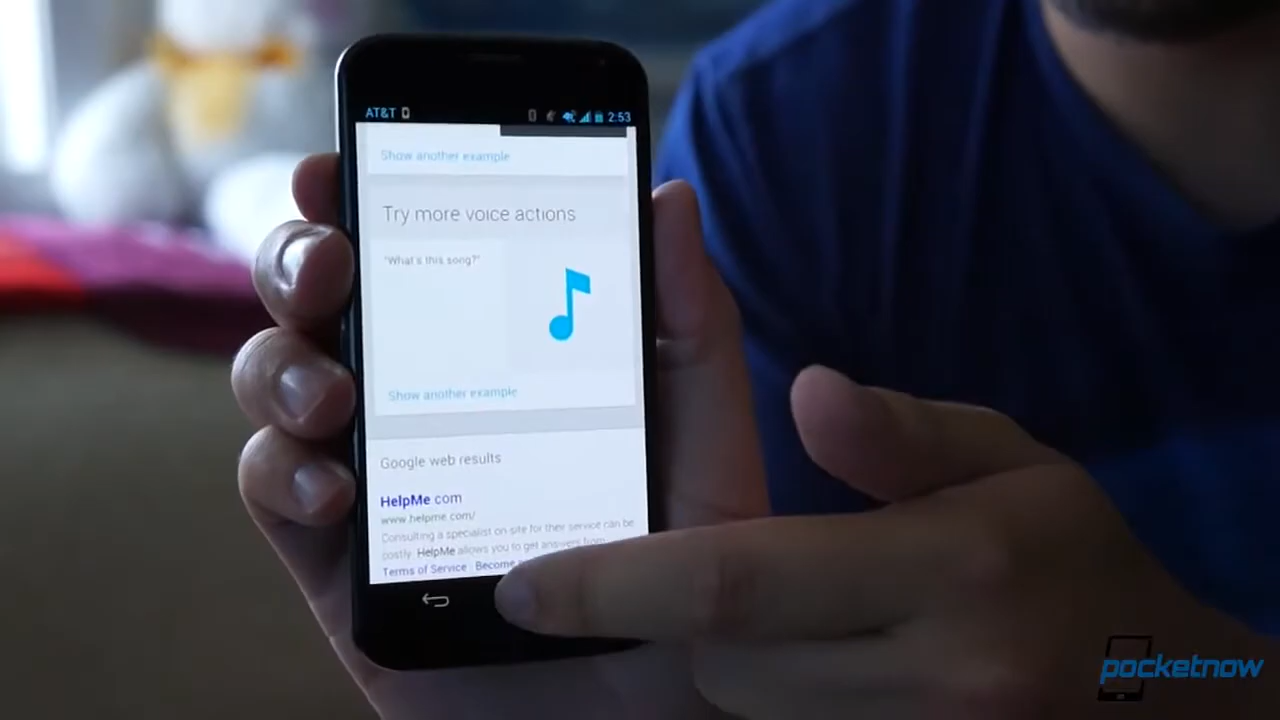 AT&T
2:53
Show another example
Try more voice actions
"What's this song?"
Show another example
Google web results
HelpMe.com
www.helpme.com/
Consulting a specialist on-site for their service can be
costly. HelpMe allows you to get answers from
Terms of Service - Become
pocketnow